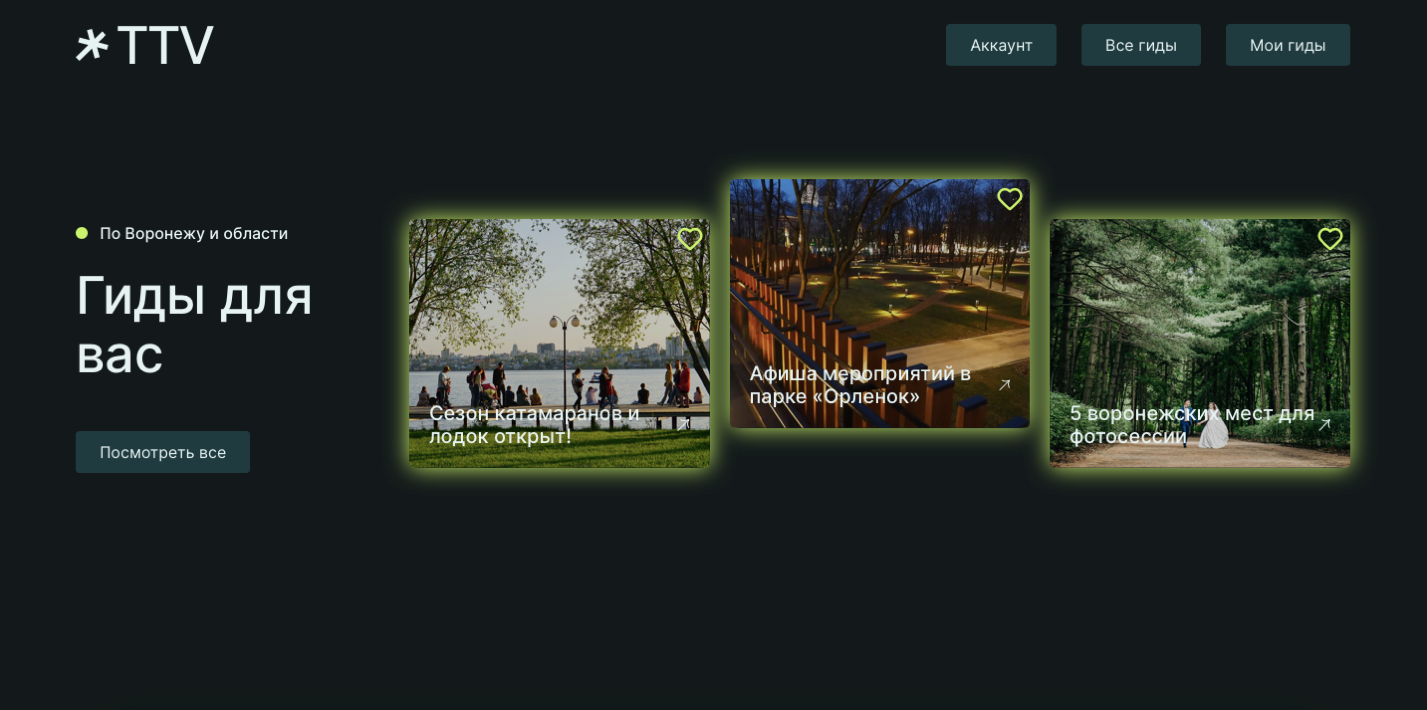 TTV
Аккаунт
Все гиды
Мои гиды
По Воронежу и области
Гиды для
вас
Посмотреть все
Сезон катамаранов и
лодок открыт!
Афиша мероприятий в
парке «Орленок»
5 воронежских мест для
фотосессии